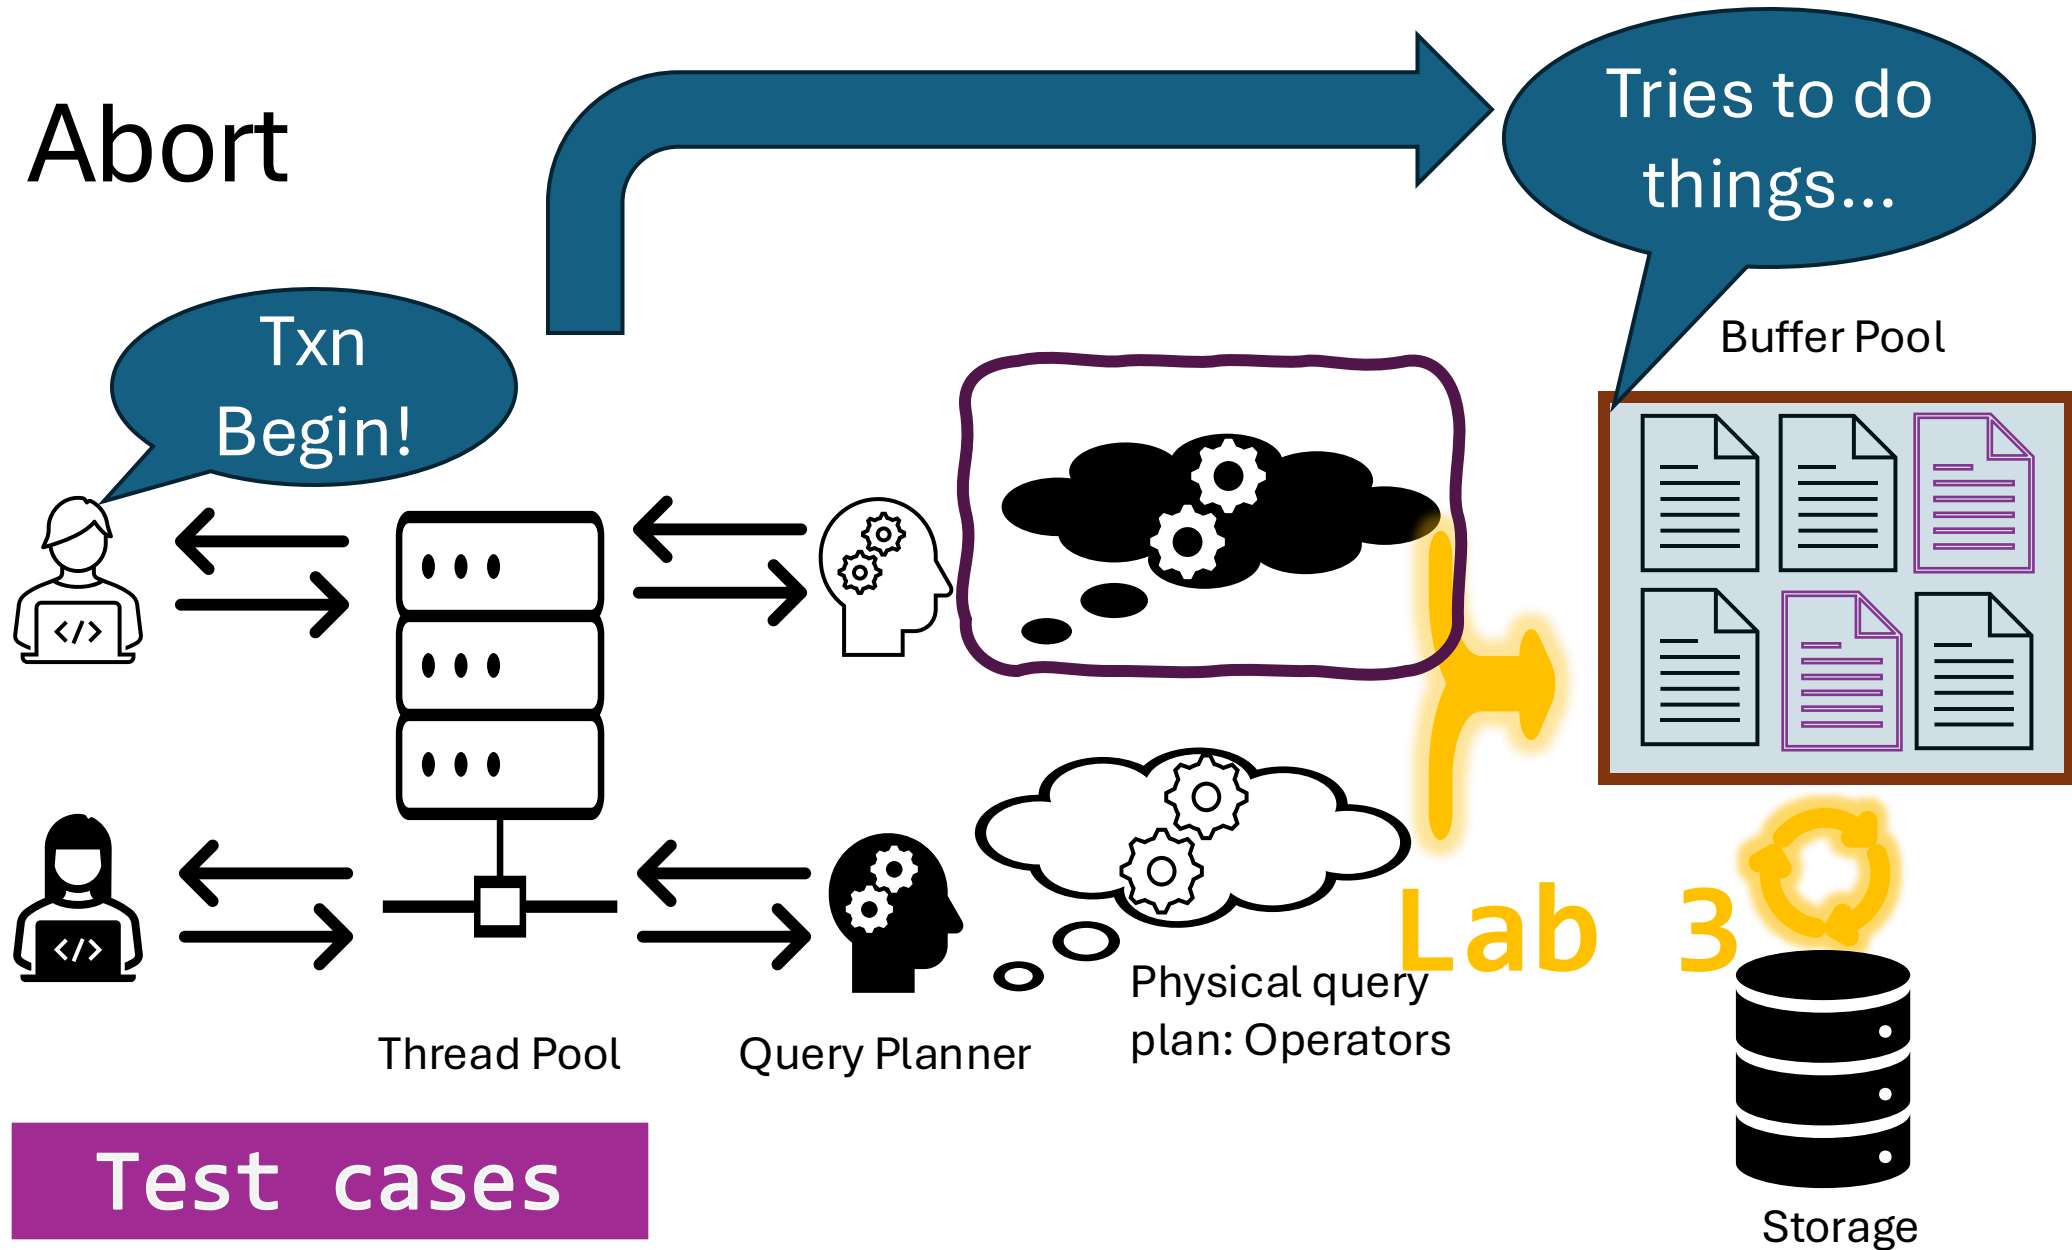 Abort
Tries to do
things...
Txn
Begin!
Buffer Pool
</>
</>
Lab 3
Physical query
plan: Operators
Thread Pool
Query Planner
Test cases
Storage